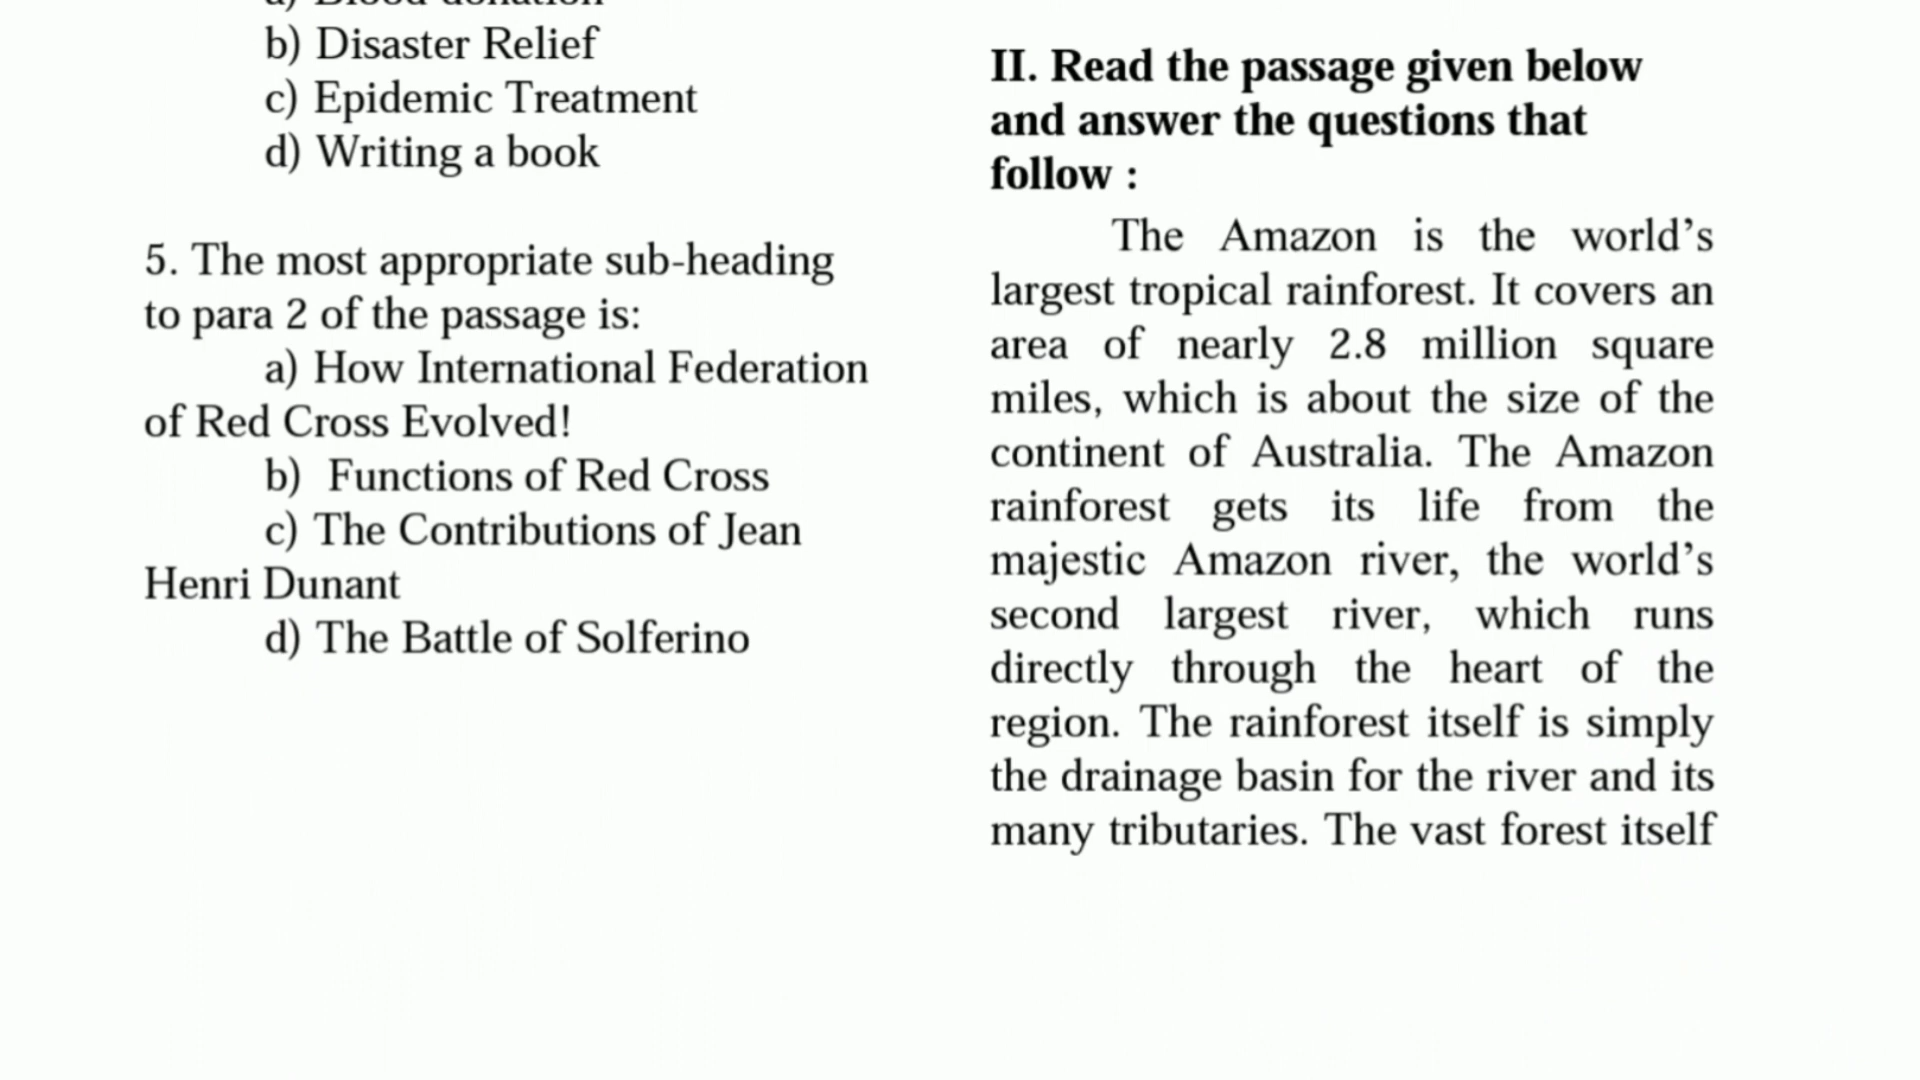 a) Blood donation
b) Disaster Relief
c) Epidemic Treatment
d) Writing a book
5. The most appropriate sub-heading
to para 2 of the passage is:
a) How International Federation
of Red Cross Evolved!
b) Functions of Red Cross
c) The Contributions of Jean
Henri Dunant
d) The Battle of Solferino
II. Read the passage given below
and answer the questions that
follow :
The Amazon is the world’s
largest tropical rainforest. It covers an
area of nearly 2.8 million square
miles, which is about the size of the
continent of Australia. The Amazon
rainforest gets its life from the
majestic Amazon river, the world’s
second largest river, which runs
directly through the heart of the
region. The rainforest itself is simply
the drainage basin for the river and its
many tributaries. The vast forest itself